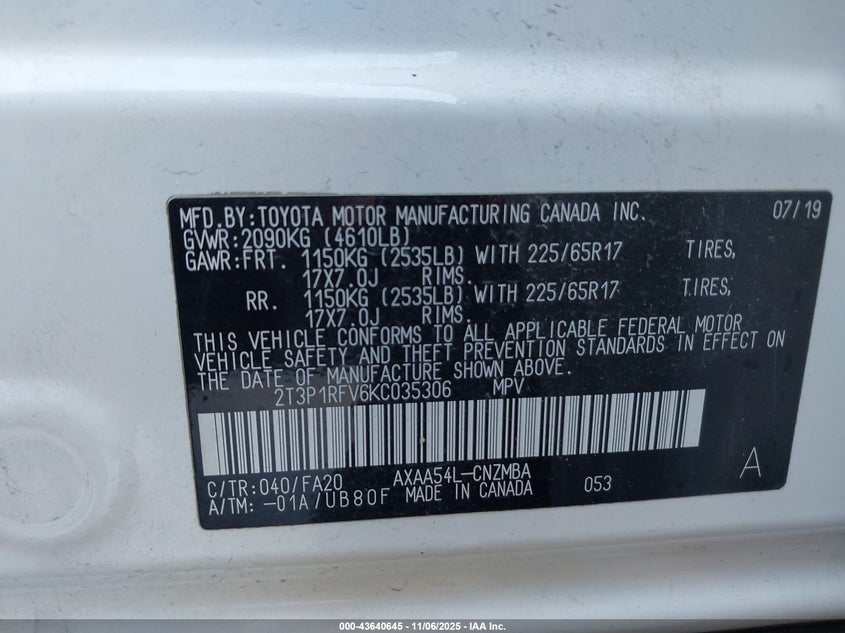 MFD.BY:TOYOTA MOTOR MANUFACTURING CANADA INC. 07/19
GVWR:2090KG (4610LB)
GAWR:FRT. 1150KG (2535LB) WITH 225/65R17 TIRES,
17X7.0J RIMS.
RR. 1150KG (2535LB) WITH 225/65R17 TIRES,
17X7.0J RIMS.
THIS VEHICLE CONFORMS TO ALL APPLICABLE FEDERAL MOTOR
VEHICLE SAFETY AND THEFT PREVENTION STANDARDS IN EFFECT ON
THE DATE OF MANUFACTURE SHOWN ABOVE.
2T3P1RFV6KC035306 MPV
C/TR:040/FA20 AXAA54L-CNZMBA
A/TM: -01A/UB80F MADE IN CANADA 053 A
000-43640645 - 11/06/2025 - IAA Inc.